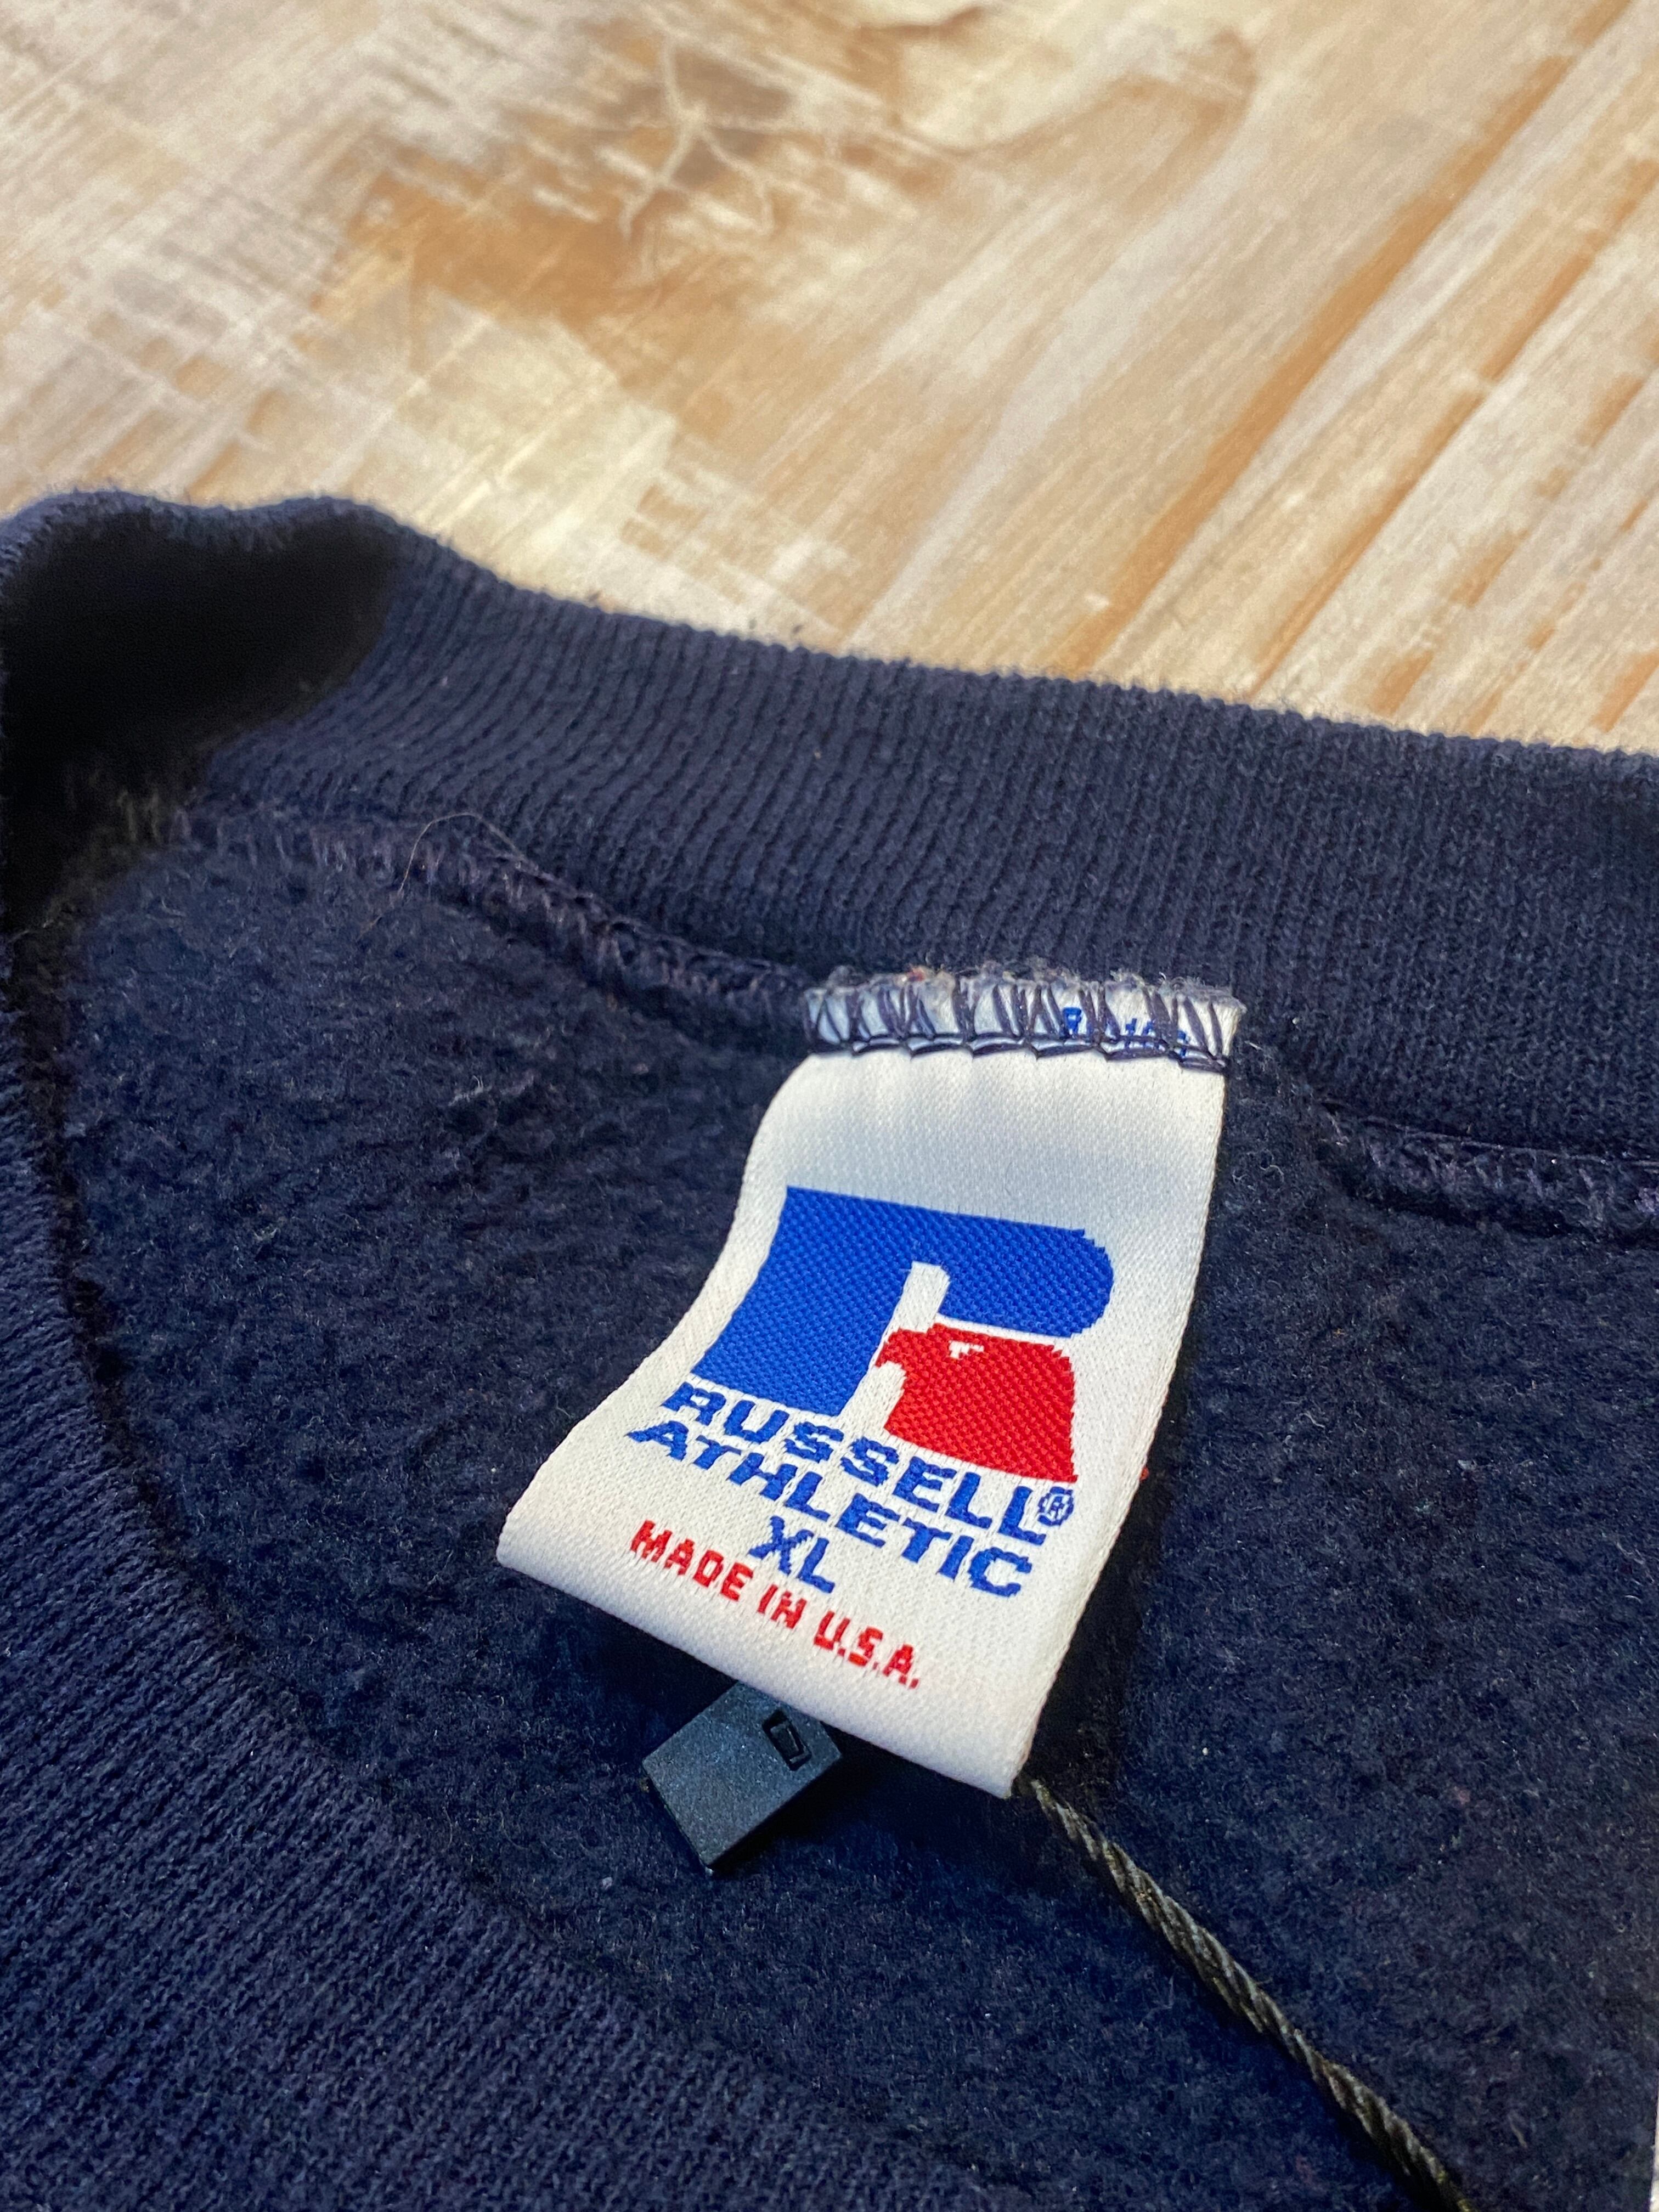 RUSSELL®
ATHLETIC
XL
MADE IN U.S.A.